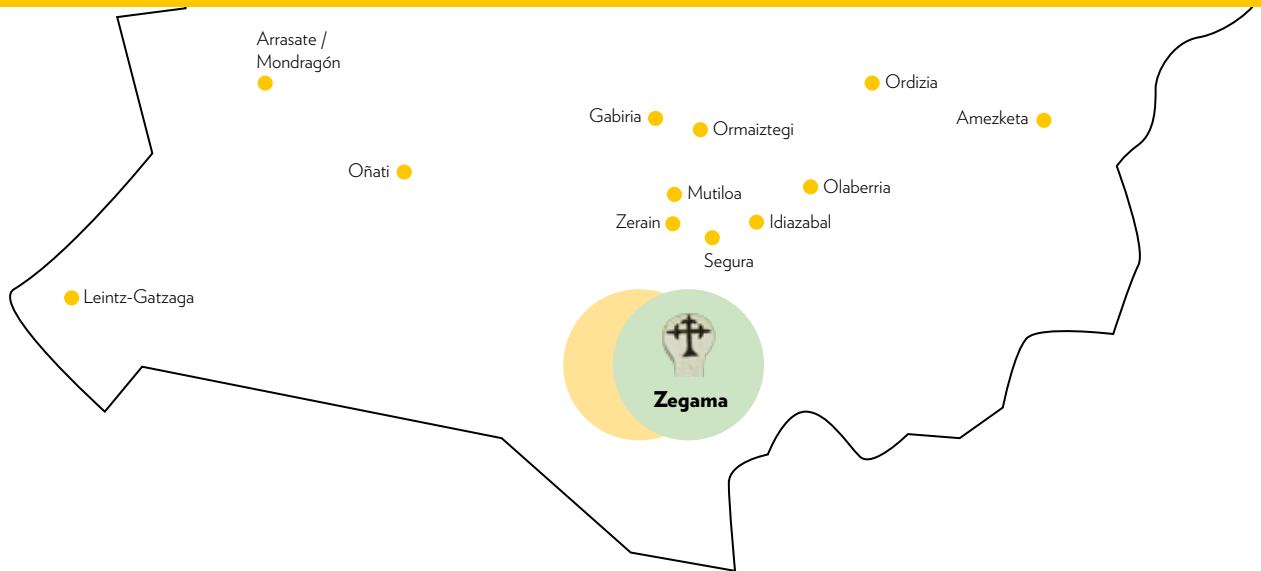 Arrasate /
Mondragón
Ordizia
Gabiria
Ormaiztegi
Amezketa
Oñati
Mutiloa
Olaberria
Zerain
Idiazabal
Segura
Leintz-Gatzaga
Zegama